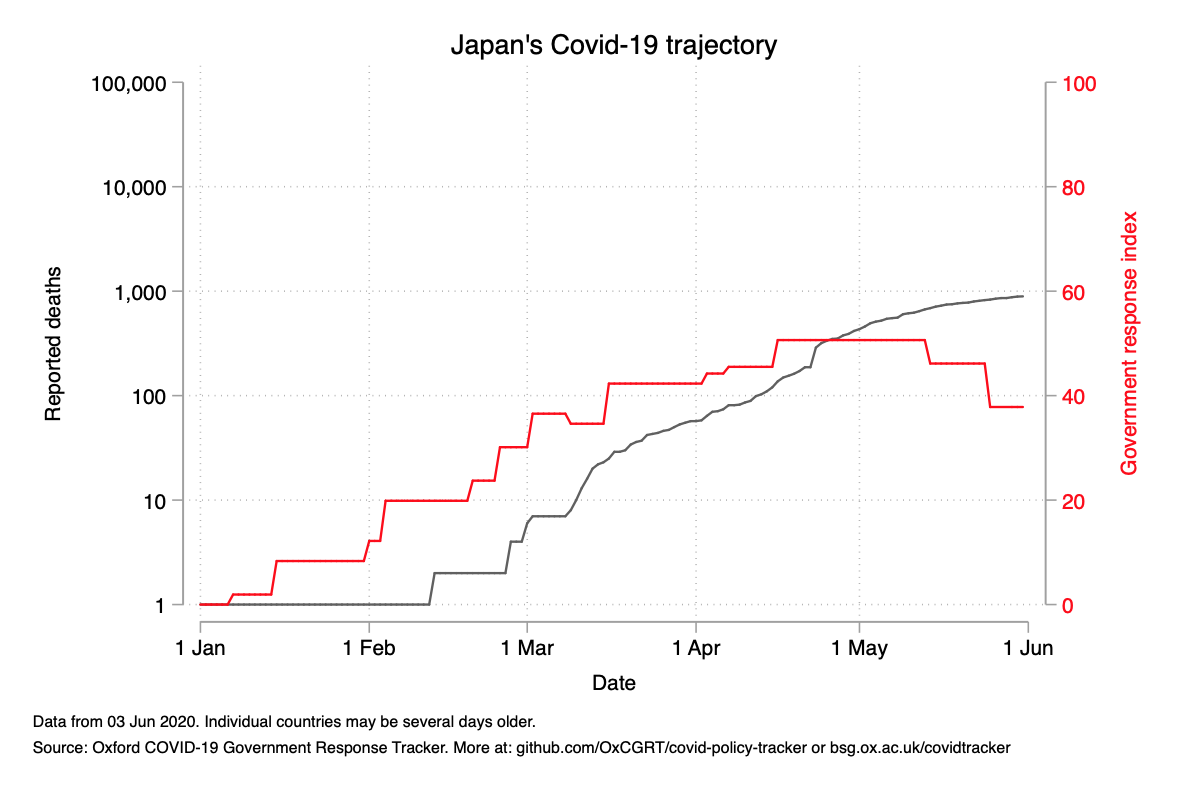 Japan's Covid-19 trajectory
100,000
10,000
1,000
100
10
1
Reported deaths
100
80
60
40
20
0
Government response index
1 Jan 1 Feb 1 Mar 1 Apr 1 May 1 Jun
Date
Data from 03 Jun 2020. Individual countries may be several days older.
Source: Oxford COVID-19 Government Response Tracker. More at: github.com/OxCGRT/covid-policy-tracker or bsg.ox.ac.uk/covidtracker